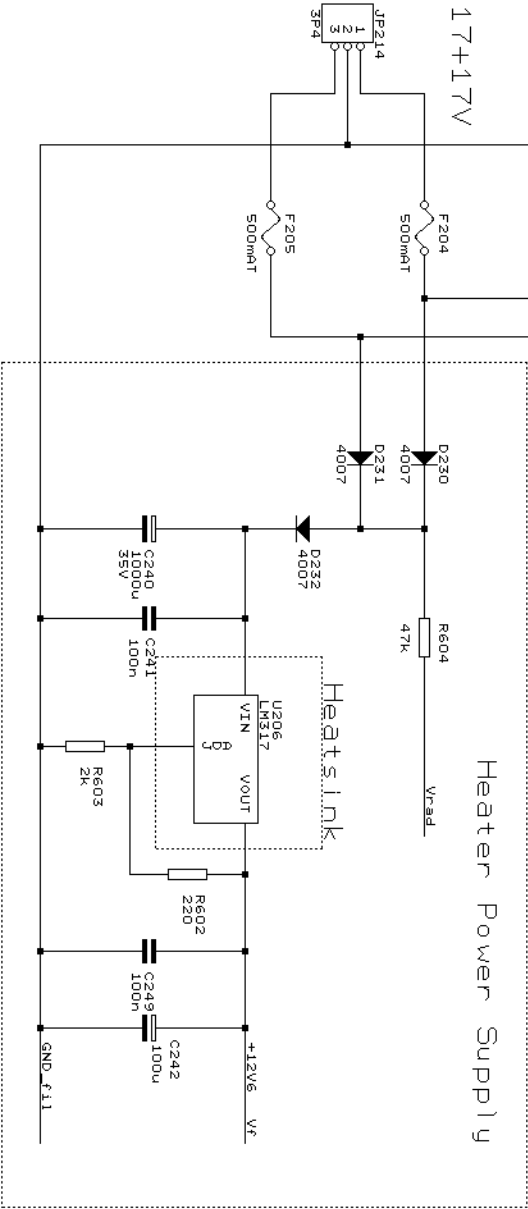 17+17V
JP214
1
2
3
3P4
F204
500mAT
F205
500mAT
Heater Power Supply
D230
4007
D231
4007
D232
4007
R604
47k
Vrad
C240
1000u
35V
C241
100n
Heatsink
U206
LM317
VIN
VOUT
ADJ
R603
2k
R602
220
C249
100n
C242
100u
+12V6
Vf
GND_fil